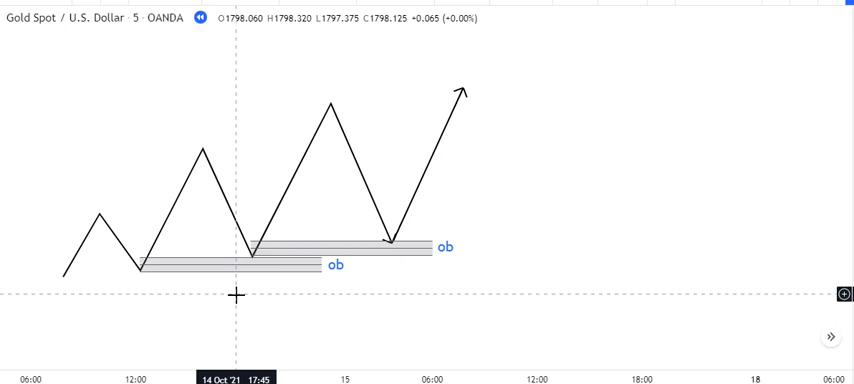 Gold Spot / U.S. Dollar · 5 · OANDA O1798.060 H1798.320 L1797.375 C1798.125 +0.065 (+0.00%)
ob
ob
06:00 12:00 14 Oct '21 17:45 15 06:00 12:00 18:00 18 06:00